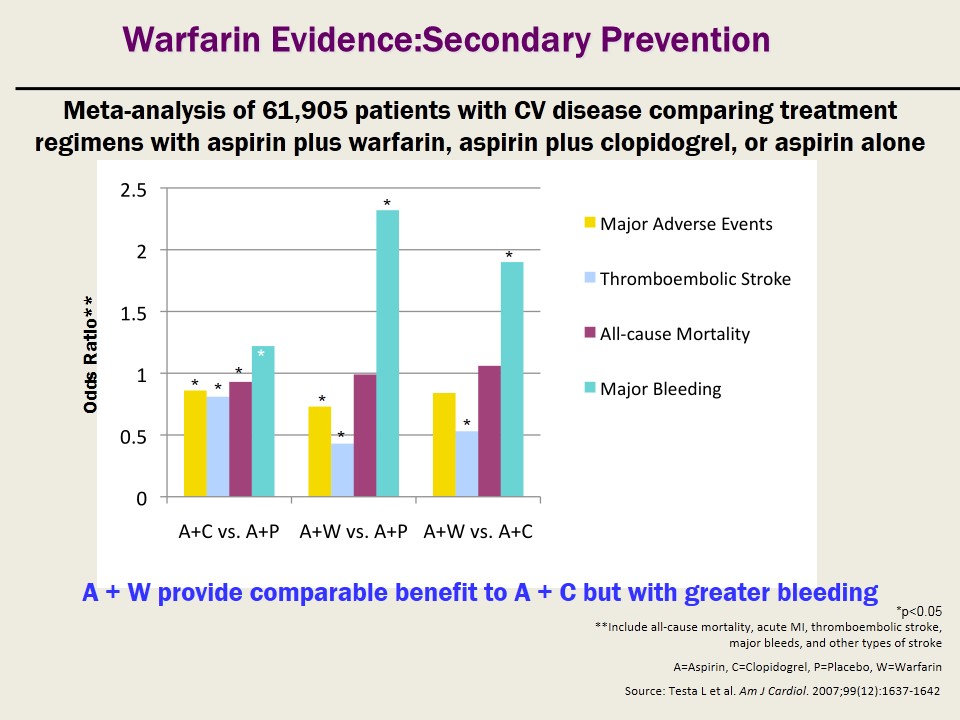 Warfarin Evidence:Secondary Prevention
Meta-analysis of 61,905 patients with CV disease comparing treatment
regimens with aspirin plus warfarin, aspirin plus clopidogrel, or aspirin alone
Odds Ratio**
2.5
2
1.5
1
0.5
0
*
*
*
*
*
*
*
*
*
A+C vs. A+P
A+W vs. A+P
A+W vs. A+C
Major Adverse Events
Thromboembolic Stroke
All-cause Mortality
Major Bleeding
A + W provide comparable benefit to A + C but with greater bleeding
*p<0.05
**Include all-cause mortality, acute MI, thromboembolic stroke,
major bleeds, and other types of stroke
A=Aspirin, C=Clopidogrel, P=Placebo, W=Warfarin
Source: Testa L et al. Am J Cardiol. 2007;99(12):1637-1642